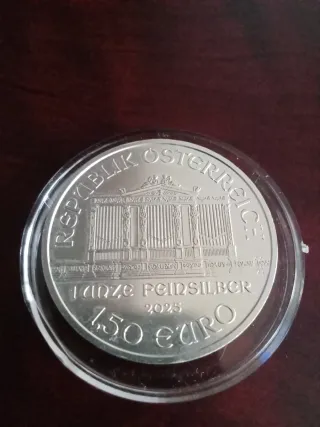 REPUBLIK ÖSTERREICH
1 UNZE FEINSILBER
2025
1,50 EURO